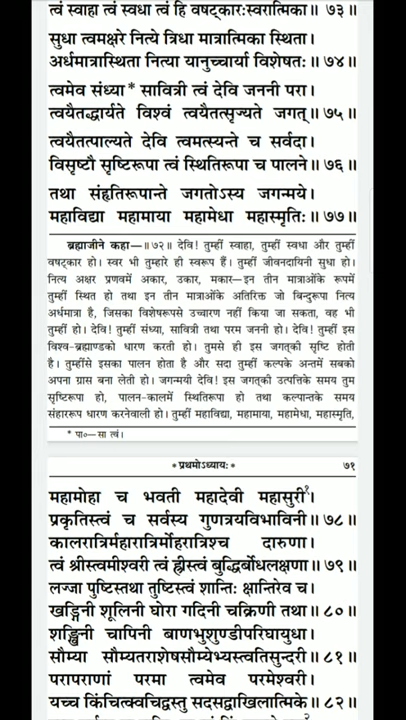 त्वं स्वाहा त्वं स्वधा त्वं हि वषट्कारःस्वरात्मिका॥ ७३॥
सुधा त्वमक्षरे नित्ये त्रिधा मात्रात्मिका स्थिता।
अर्धमात्रास्थिता नित्या यानुच्चार्या विशेषतः॥ ७४॥
त्वमेव संध्या* सावित्री त्वं देवि जननी परा।
त्वयैतद्धार्यते विश्वं त्वयैतत्सृज्यते जगत्॥ ७५॥
त्वयैतत्पाल्यते देवि त्वमत्स्यन्ते च सर्वदा।
विसृष्टौ सृष्टिरूपा त्वं स्थितिरूपा च पालने॥ ७६॥
तथा संहृतिरूपान्ते जगतोऽस्य जगन्मये।
महाविद्या महामाया महामेधा महास्मृतिः॥ ७७॥
ब्रह्माजीने कहा—॥ ७२॥ देवि! तुम्हीं स्वाहा, तुम्हीं स्वधा और तुम्हीं
वषट्कार हो। स्वर भी तुम्हारे ही स्वरूप हैं। तुम्हीं जीवनदायिनी सुधा हो।
नित्य अक्षर प्रणवमें अकार, उकार, मकार—इन तीन मात्राओंके रूपमें
तुम्हीं स्थित हो तथा इन तीन मात्राओंके अतिरिक्त जो बिन्दुरूपा नित्य
अर्धमात्रा है, जिसका विशेषरूपसे उच्चारण नहीं किया जा सकता, वह भी
तुम्हीं हो। देवि! तुम्हीं संध्या, सावित्री तथा परम जननी हो। देवि! तुम्हीं इस
विश्व-ब्रह्माण्डको धारण करती हो। तुमसे ही इस जगत्की सृष्टि होती
है। तुम्हींसे इसका पालन होता है और सदा तुम्हीं कल्पके अन्तमें सबको
अपना ग्रास बना लेती हो। जगन्मयी देवि! इस जगत्की उत्पत्तिके समय तुम
सृष्टिरूपा हो, पालन-कालमें स्थितिरूपा हो तथा कल्पान्तके समय
संहाररूप धारण करनेवाली हो। तुम्हीं महाविद्या, महामाया, महामेधा, महास्मृति,
* पा०—सा त्वं।
* प्रथमोऽध्यायः* ७१
महामोहा च भवती महादेवी महासुरी१।
प्रकृतिस्त्वं च सर्वस्य गुणत्रयविभाविनी॥ ७८॥
कालरात्रिर्महारात्रिर्मोहरात्रिश्च दारुणा।
त्वं श्रीस्त्वमीश्वरी त्वं ह्रीस्त्वं बुद्धिर्बोधलक्षणा॥ ७९॥
लज्जा पुष्टिस्तथा तुष्टिस्त्वं शान्तिः क्षान्तिरेव च।
खड्गिनी शूलिनी घोरा गदिनी चक्रिणी तथा॥ ८०॥
शङ्खिनी चापिनी बाणभुशुण्डीपरिघायुधा।
सौम्या सौम्यतराशेषसौम्येभ्यस्त्वतिसुन्दरी॥ ८१॥
परापराणां परमा त्वमेव परमेश्वरी।
यच्च किंचित्क्वचिद्वस्तु सदसद्वाखिलात्मिके॥ ८२॥